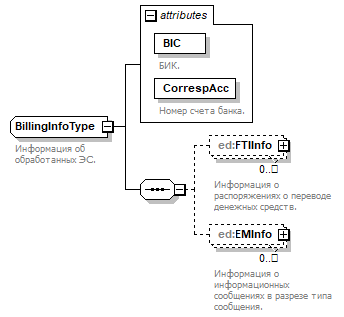 attributes
BIC
БИК.
CorrespAcc
Номер счета банка.
BillingInfoType
Информация об
обработанных ЭС.
ed:FTIInfo
0..□
Информация о
распоряжениях о переводе
денежных средств.
ed:EMInfo
0..□
Информация о
информационных
сообщениях в разрезе типа
сообщения.